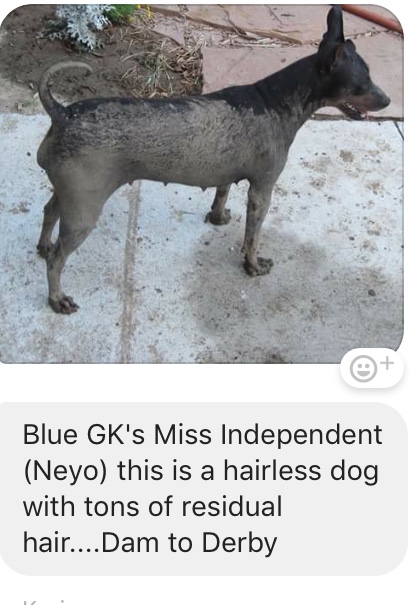 Blue GK's Miss Independent
(Neyo) this is a hairless dog
with tons of residual
hair....Dam to Derby